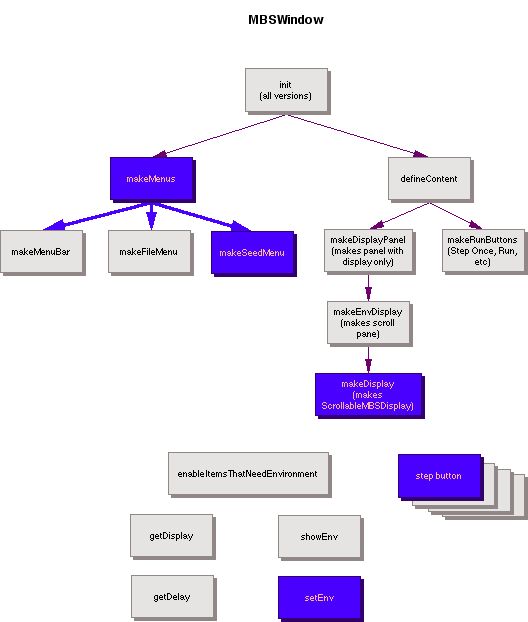 MBSWindow
init
(all versions)
makeMenus
defineContent
makeMenuBar
makeFileMenu
makeSeedMenu
makeDisplayPanel
(makes panel with
display only)
makeRunButtons
(Step Once, Run,
etc)
makeEnvDisplay
(makes scroll
pane)
makeDisplay
(makes
ScrollableMBSDisplay)
enableItemsThatNeedEnvironment
step button
getDisplay
showEnv
getDelay
setEnv